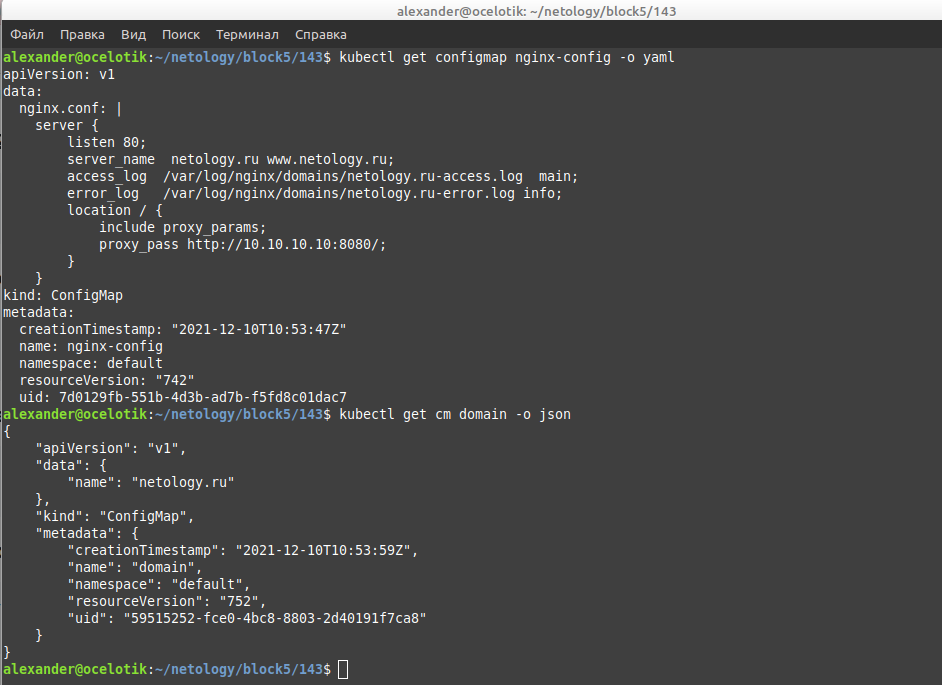 alexander@ocelotik: ~/netology/block5/143
Файл Правка Вид Поиск Терминал Справка
alexander@ocelotik:~/netology/block5/143$ kubectl get configmap nginx-config -o yaml
apiVersion: v1
data:
  nginx.conf: |
    server {
        listen 80;
        server_name  netology.ru www.netology.ru;
        access_log  /var/log/nginx/domains/netology.ru-access.log  main;
        error_log   /var/log/nginx/domains/netology.ru-error.log info;
        location / {
            include proxy_params;
            proxy_pass http://10.10.10.10:8080/;
        }
    }
kind: ConfigMap
metadata:
  creationTimestamp: "2021-12-10T10:53:47Z"
  name: nginx-config
  namespace: default
  resourceVersion: "742"
  uid: 7d0129fb-551b-4d3b-ad7b-f5fd8c01dac7
alexander@ocelotik:~/netology/block5/143$ kubectl get cm domain -o json
{
    "apiVersion": "v1",
    "data": {
        "name": "netology.ru"
    },
    "kind": "ConfigMap",
    "metadata": {
        "creationTimestamp": "2021-12-10T10:53:59Z",
        "name": "domain",
        "namespace": "default",
        "resourceVersion": "752",
        "uid": "59515252-fce0-4bc8-8803-2d40191f7ca8"
    }
}
alexander@ocelotik:~/netology/block5/143$